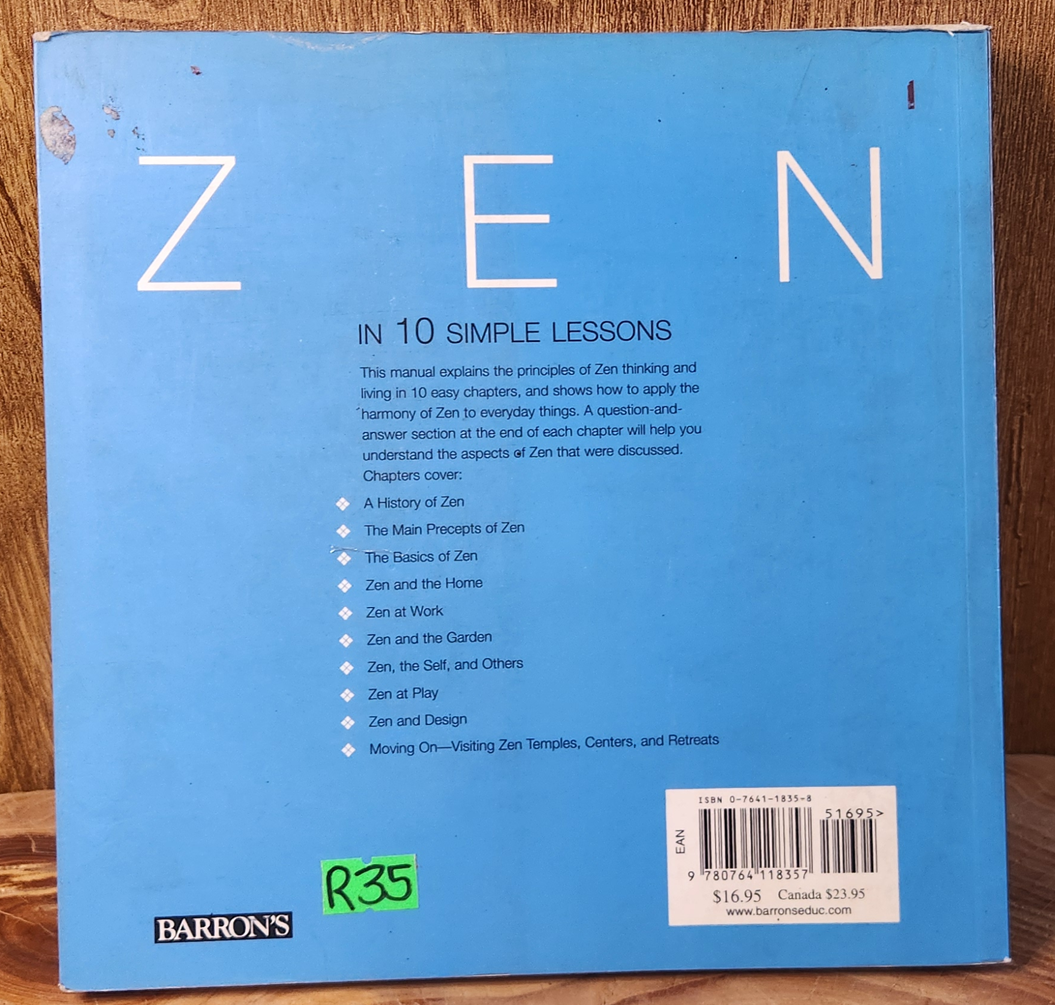 ZEN
IN 10 SIMPLE LESSONS
This manual explains the principles of Zen thinking and
living in 10 easy chapters, and shows how to apply the
harmony of Zen to everyday things. A question-and-
answer section at the end of each chapter will help you
understand the aspects of Zen that were discussed.
Chapters cover:
A History of Zen
The Main Precepts of Zen
The Basics of Zen
Zen and the Home
Zen at Work
Zen and the Garden
Zen, the Self, and Others
Zen at Play
Zen and Design
Moving On—Visiting Zen Temples, Centers, and Retreats
ISBN 0-7641-1835-8
51695>
EAN
9 780764 118357
$16.95 Canada $23.95
www.barronseduc.com
R35
BARRON'S